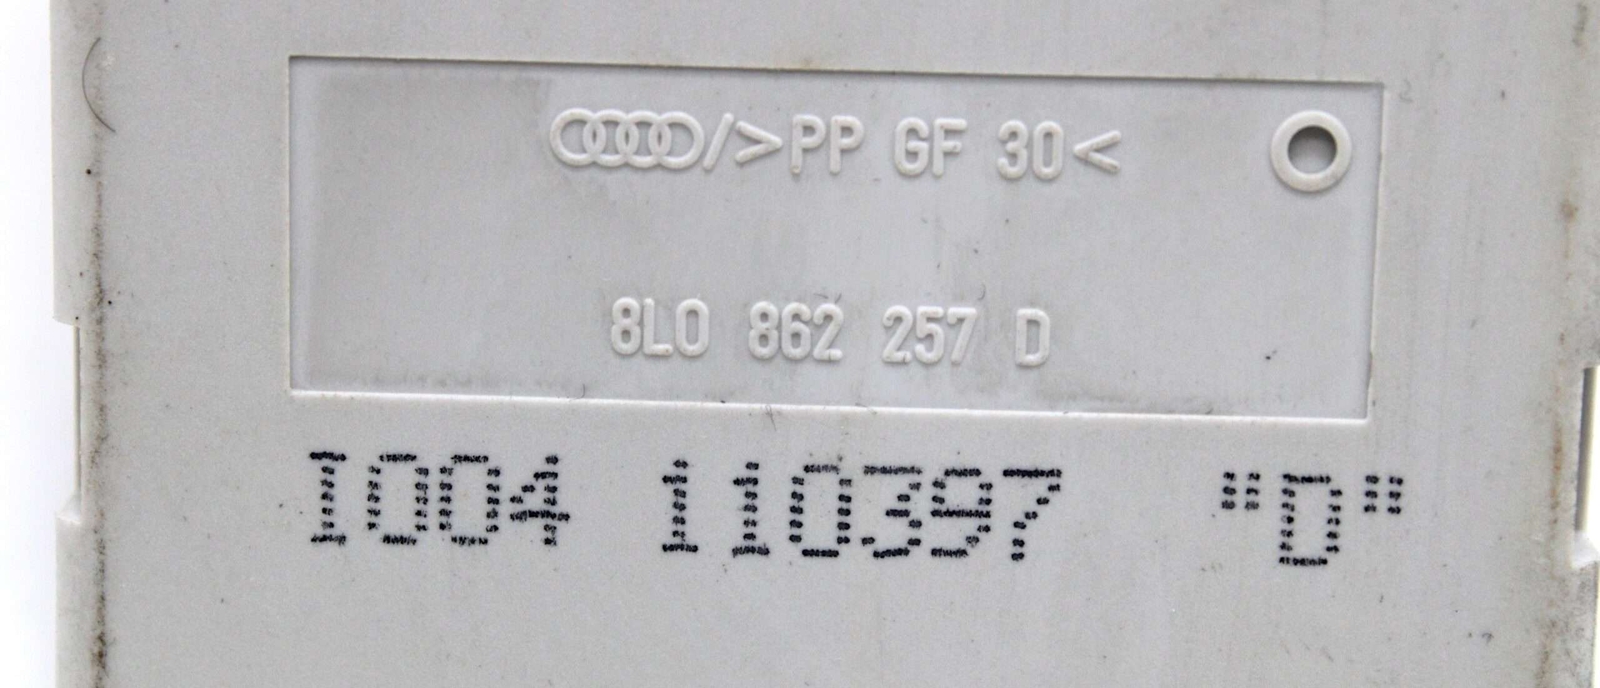 />PP GF 30<
8L0 862 257 D
I004 110397 "D"